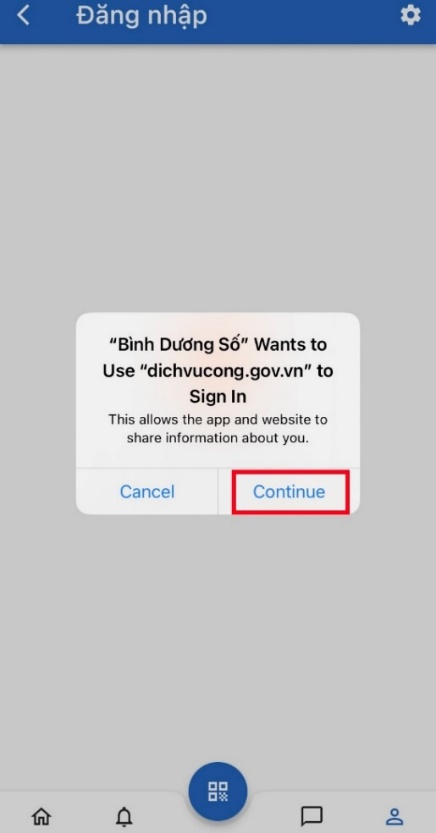 Đăng nhập
“Bình Dương Số” Wants to
Use “dichvucong.gov.vn” to
Sign In
This allows the app and website to
share information about you.
Cancel
Continue